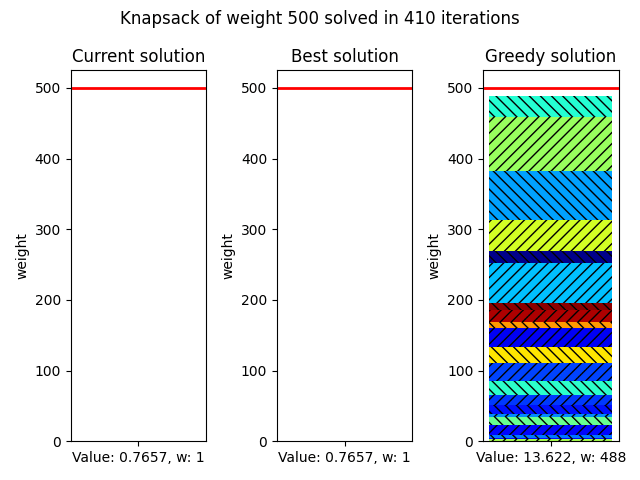 Knapsack of weight 500 solved in 410 iterations
Current solution
Best solution
Greedy solution
500
400
300
200
100
0
weight
Value: 0.7657, w: 1
500
400
300
200
100
0
weight
Value: 0.7657, w: 1
500
400
300
200
100
0
weight
Value: 13.622, w: 488